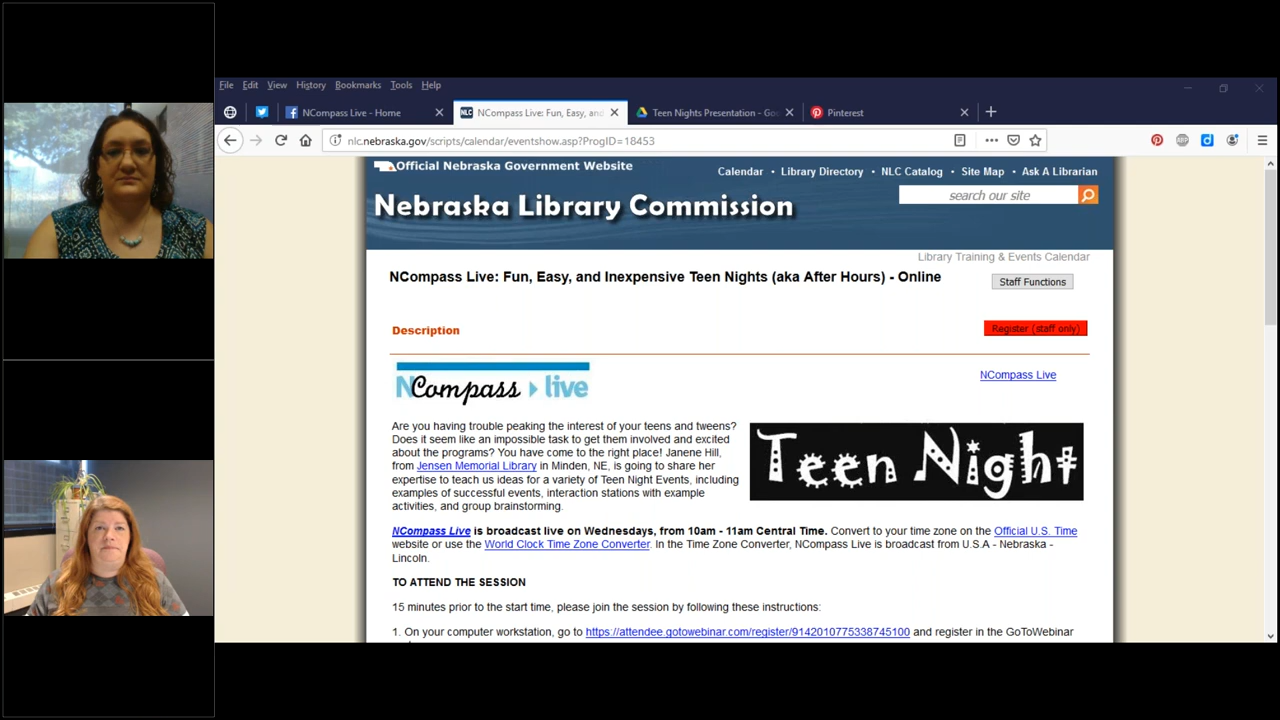 File Edit View History Bookmarks Tools Help
NCompass Live - Home
NLC NCompass Live: Fun, Easy, and
Teen Nights Presentation - Goo
Pinterest
nlc.nebraska.gov/scripts/calendar/eventshow.asp?ProgID=18453
Official Nebraska Government Website
Calendar • Library Directory • NLC Catalog • Site Map • Ask A Librarian
Nebraska Library Commission
search our site
Library Training & Events Calendar
NCompass Live: Fun, Easy, and Inexpensive Teen Nights (aka After Hours) - Online
Staff Functions
Description
Register (staff only)
NCompass live
NCompass Live
Are you having trouble peaking the interest of your teens and tweens?
Does it seem like an impossible task to get them involved and excited
about the programs? You have come to the right place! Janene Hill,
from Jensen Memorial Library in Minden, NE, is going to share her
expertise to teach us ideas for a variety of Teen Night Events, including
examples of successful events, interaction stations with example
activities, and group brainstorming.
Teen Night
NCompass Live is broadcast live on Wednesdays, from 10am - 11am Central Time. Convert to your time zone on the Official U.S. Time
website or use the World Clock Time Zone Converter. In the Time Zone Converter, NCompass Live is broadcast from U.S.A - Nebraska -
Lincoln.
TO ATTEND THE SESSION
15 minutes prior to the start time, please join the session by following these instructions:
1. On your computer workstation, go to https://attendee.gotowebinar.com/register/9142010775338745100 and register in the GoToWebinar